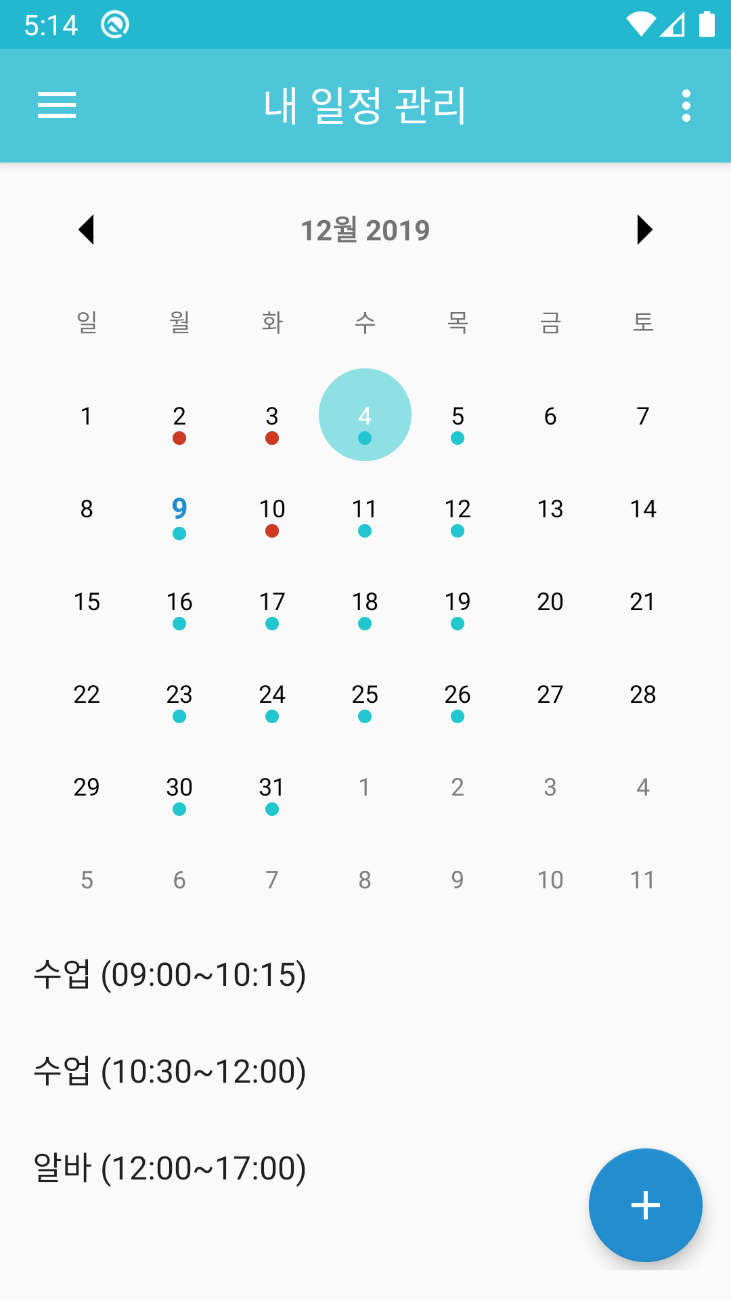 5:14
내 일정 관리
12월 2019
일 월 화 수 목 금 토
1 2 3 4 5 6 7
8 9 10 11 12 13 14
15 16 17 18 19 20 21
22 23 24 25 26 27 28
29 30 31 1 2 3 4
5 6 7 8 9 10 11
수업 (09:00~10:15)
수업 (10:30~12:00)
알바 (12:00~17:00)